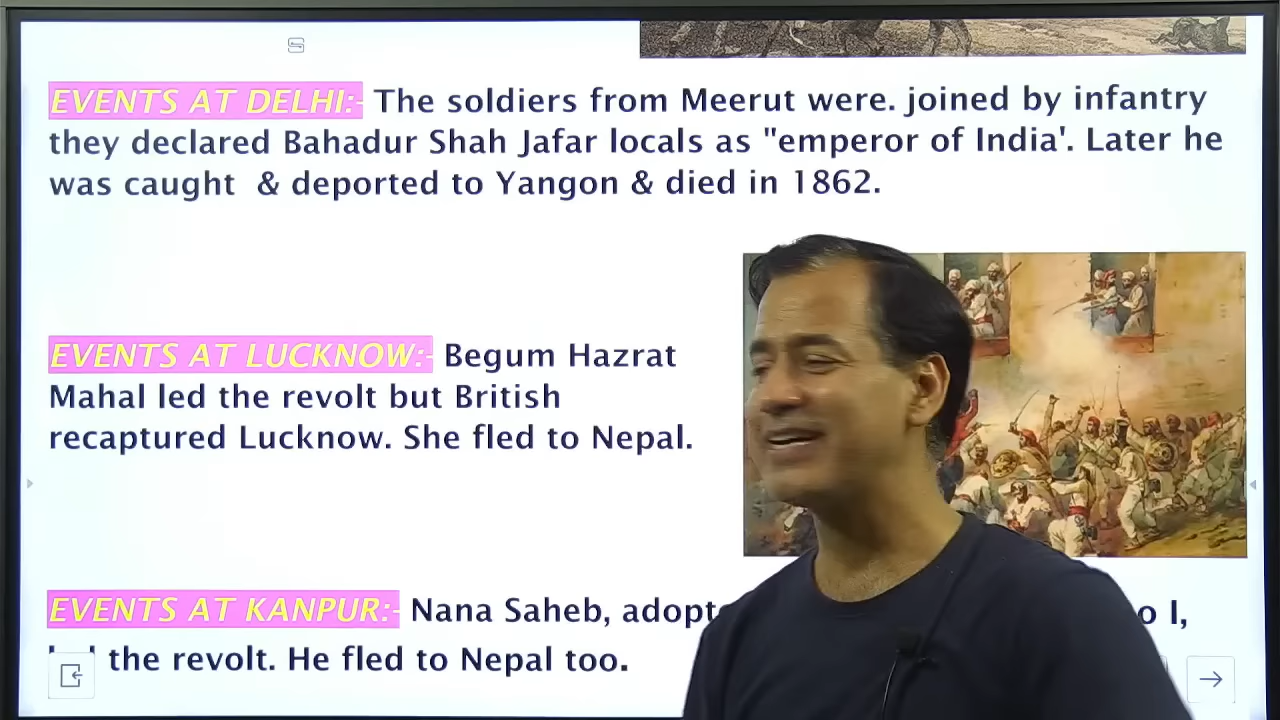 EVENTS AT DELHI:- The soldiers from Meerut were. joined by infantry
they declared Bahadur Shah Jafar locals as "emperor of India'. Later he
was caught & deported to Yangon & died in 1862.
EVENTS AT LUCKNOW:- Begum Hazrat
Mahal led the revolt but British
recaptured Lucknow. She fled to Nepal.
EVENTS AT KANPUR:- Nana Saheb, I,
the revolt. He fled to Nepal too.